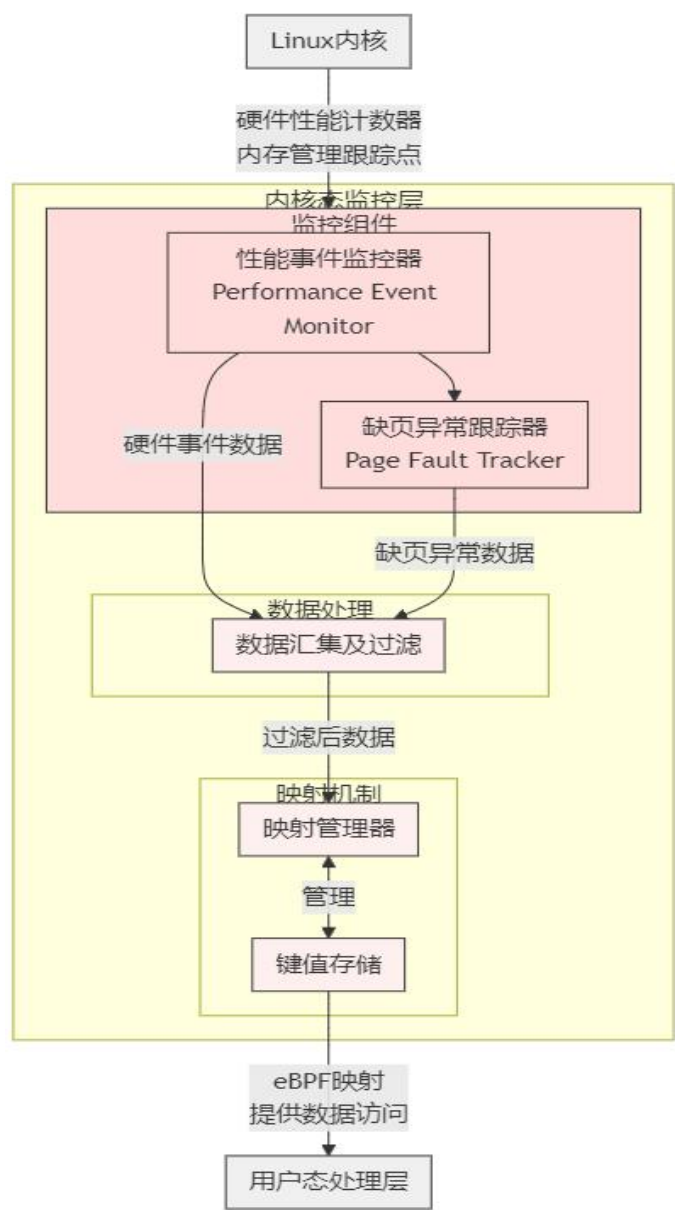 Linux内核
硬件性能计数器
内存管理跟踪点
内核态监控层
监控组件
性能事件监控器
Performance Event
Monitor
缺页异常跟踪器
Page Fault Tracker
硬件事件数据
缺页异常数据
数据处理
数据汇集及过滤
过滤后数据
映射机制
映射管理器
管理
键值存储
eBPF映射
提供数据访问
用户态处理层